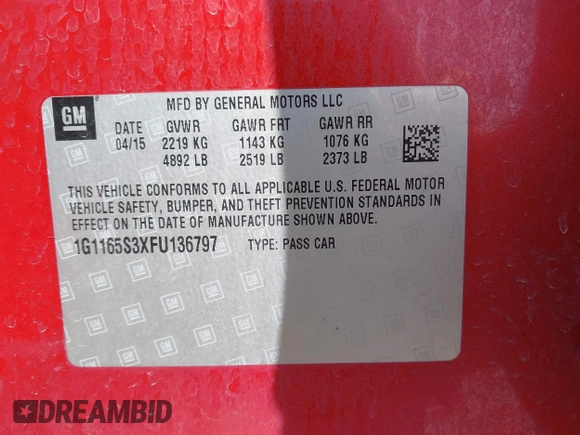 GM
MFD BY GENERAL MOTORS LLC
DATE GVWR GAWR FRT GAWR RR
04/15 2219 KG 1143 KG 1076 KG
4892 LB 2519 LB 2373 LB
THIS VEHICLE CONFORMS TO ALL APPLICABLE U.S. FEDERAL MOTOR
VEHICLE SAFETY, BUMPER, AND THEFT PREVENTION STANDARDS IN
EFFECT ON THE DATE OF MANUFACTURE SHOWN ABOVE.
1G1165S3XFU136797 TYPE: PASS CAR
DREAMBID